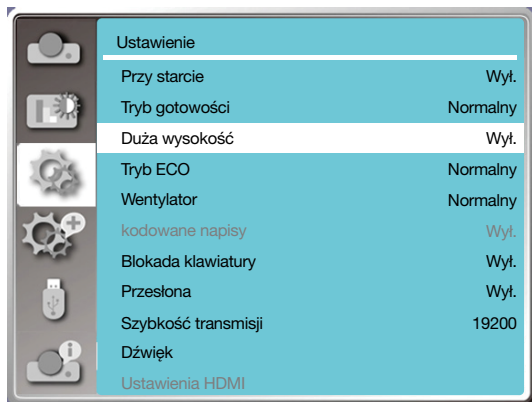 Ustawienie
Przy starcie Wył.
Tryb gotowości Normalny
Duża wysokość Wył.
Tryb ECO Normalny
Wentylator Normalny
kodowane napisy Wył.
Blokada klawiatury Wył.
Przesłona Wył.
Szybkość transmisji 19200
Dźwięk
Ustawienia HDMI